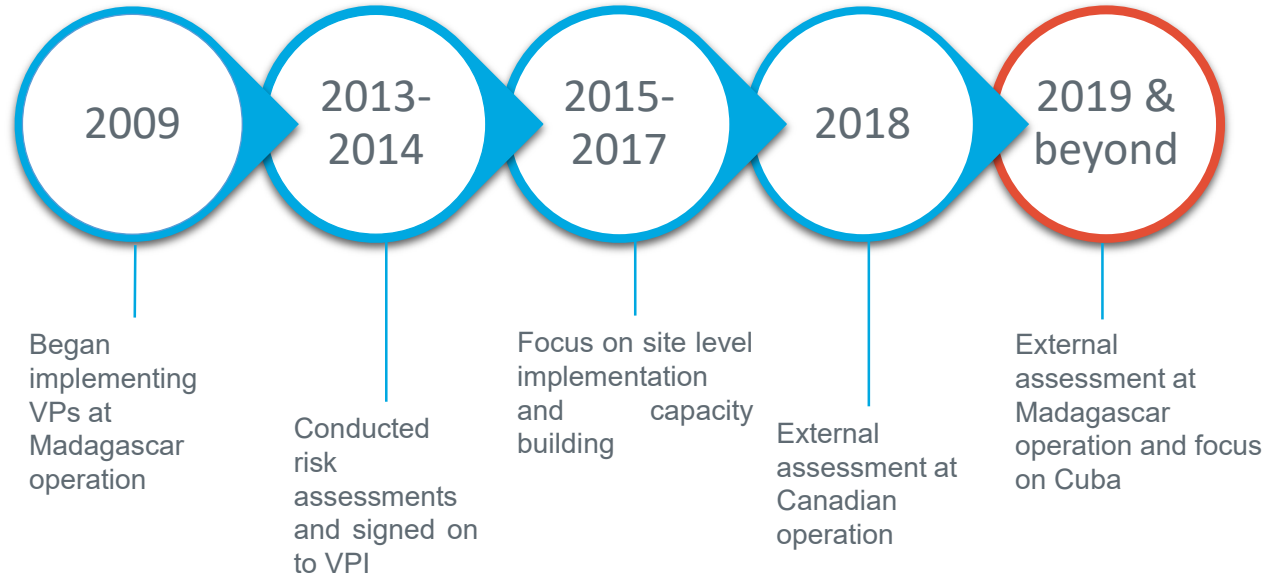 2009
2013-
2014
2015-
2017
2018
2019 &
beyond
Began
implementing
VPs at
Madagascar
operation
Conducted
risk
assessments
and signed on
to VPI
Focus on site level
implementation
and capacity
building
External
assessment at
Canadian
operation
External
assessment at
Madagascar
operation and focus
on Cuba